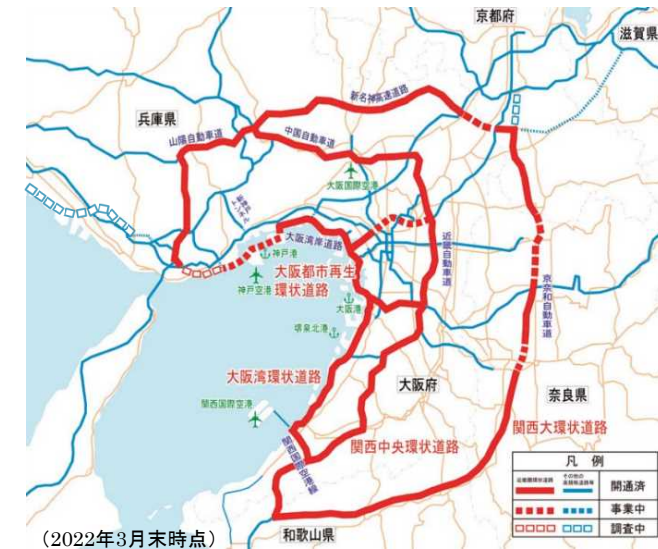 京都府
滋賀県
新名神高速道路
兵庫県
山陽自動車道
中国自動車道
大阪国際空港
大阪湾岸道路
神戸港
大阪都市再生
環状道路
神戸空港
大阪港
近畿自動車道
京奈和自動車道
堺泉北港
大阪湾環状道路
大阪府
奈良県
関西国際空港
関西大環状道路
関西中央環状道路
関西国際空港線
凡 例
開通済
事業中
調査中
和歌山県
(2022年3月末時点)